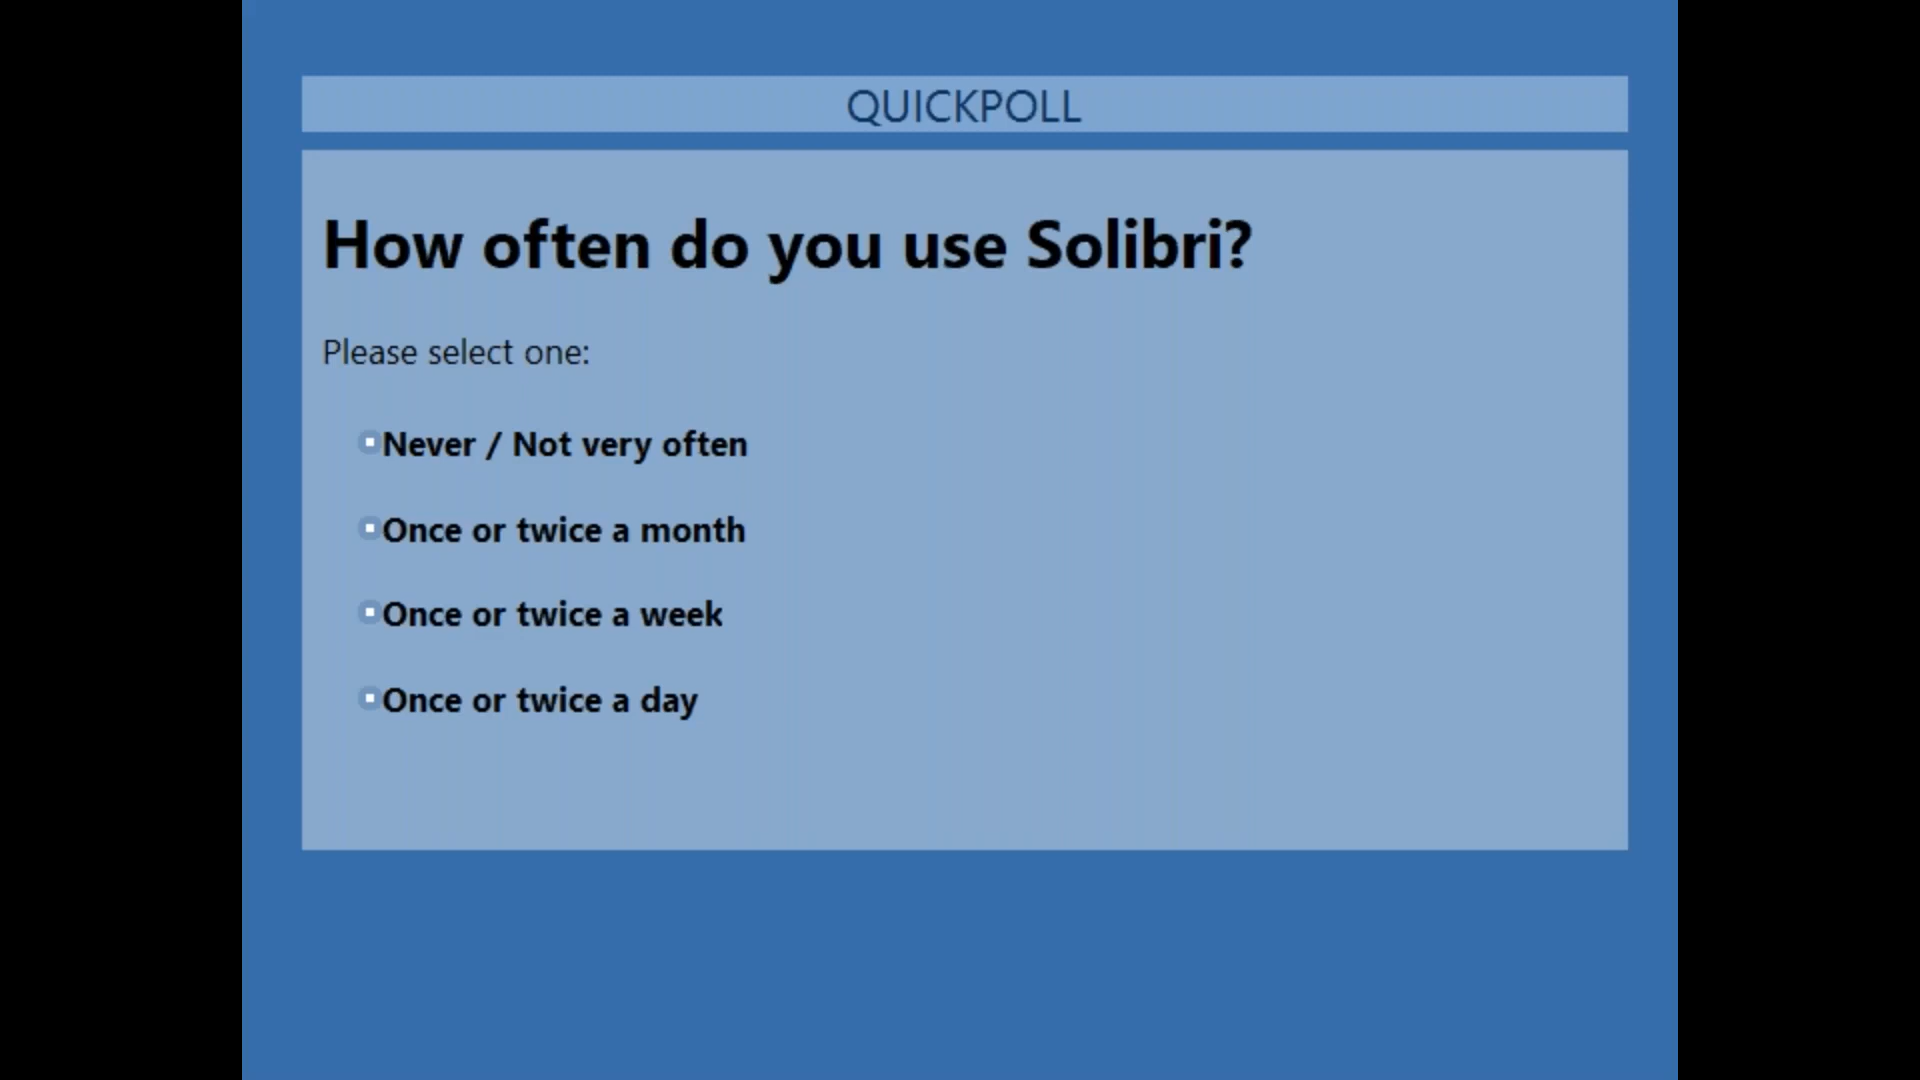 QUICKPOLL
How often do you use Solibri?
Please select one:
Never / Not very often
Once or twice a month
Once or twice a week
Once or twice a day